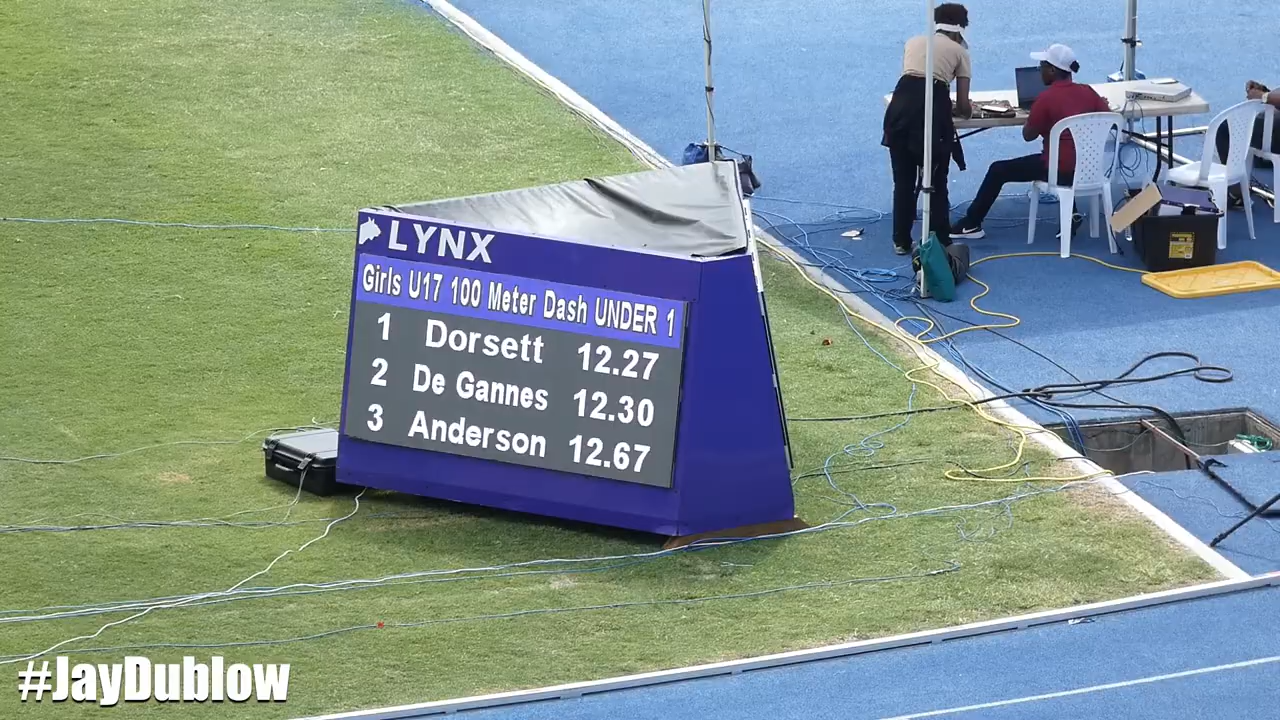 LYNX
Girls U17 100 Meter Dash UNDER 1
1 Dorsett 12.27
2 De Gannes 12.30
3 Anderson 12.67
#JayDublow